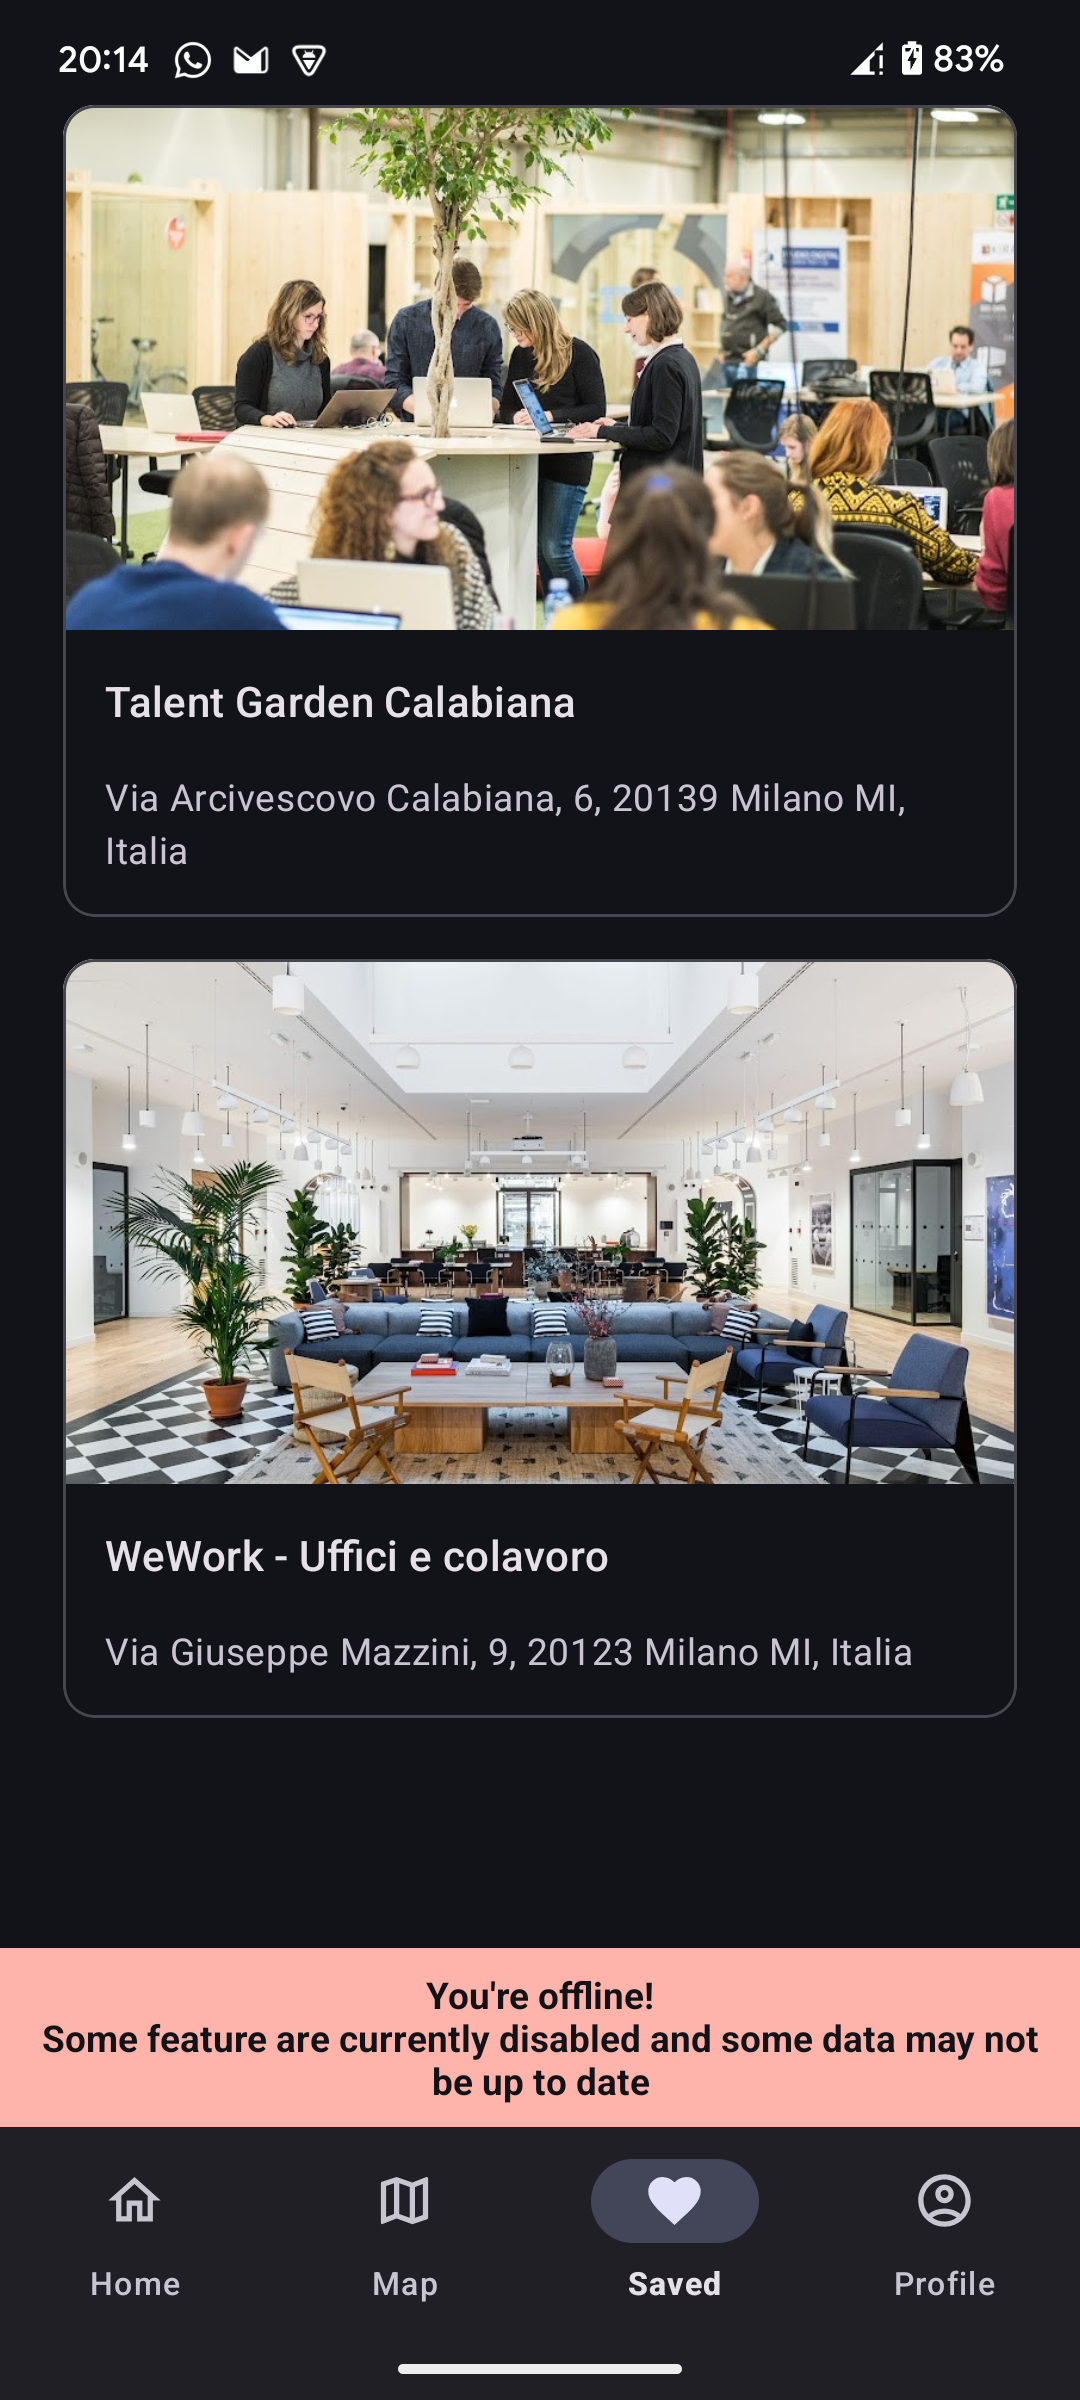 20:14 83%
Talent Garden Calabiana
Via Arcivescovo Calabiana, 6, 20139 Milano MI,
Italia
WeWork - Uffici e colavoro
Via Giuseppe Mazzini, 9, 20123 Milano MI, Italia
You're offline!
Some feature are currently disabled and some data may not
be up to date
Home Map Saved Profile